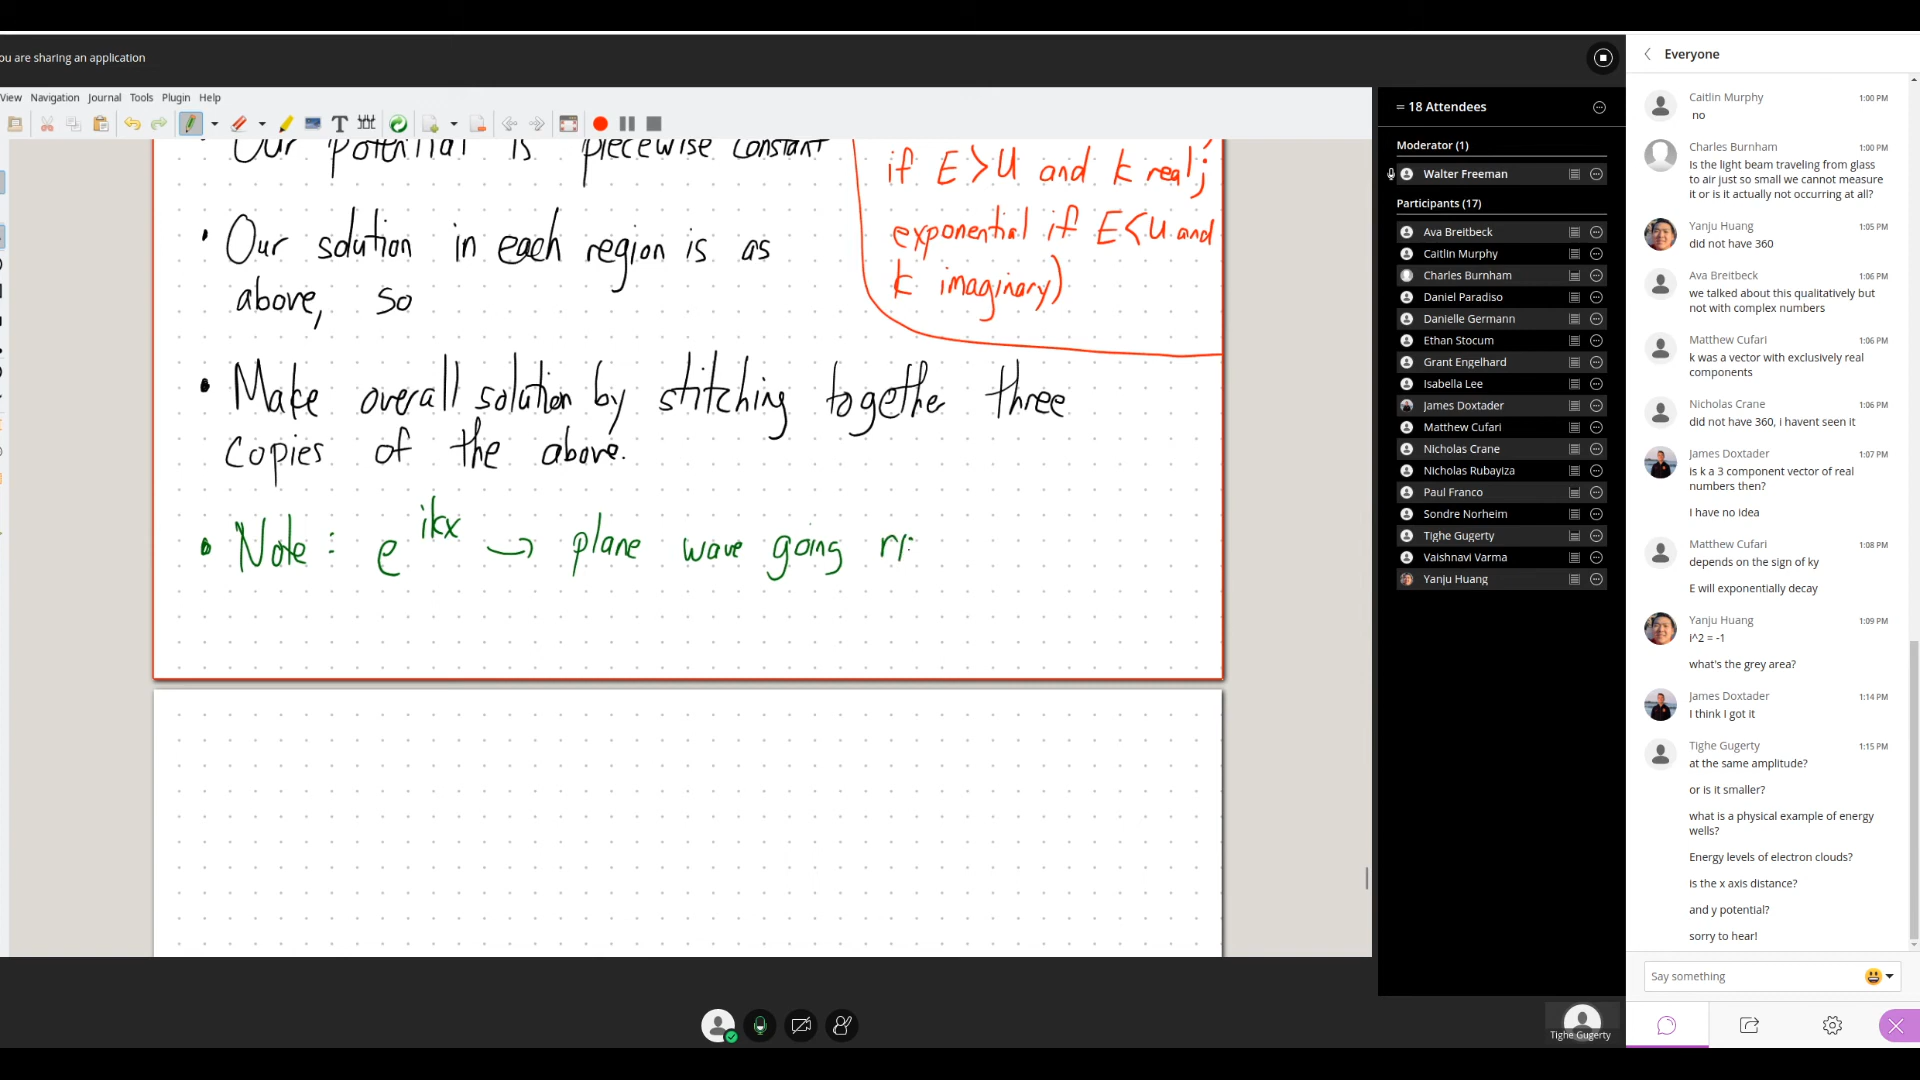 ou are sharing an application
View Navigation Journal Tools Plugin Help
Our potential is piecewise constant
• Our solution in each region is as
above, so
• Make overall solution by stitching together three
copies of the above.
• Note: e^ikx → plane wave going ri
if E > U and k real;
exponential if E < U and
k imaginary)
18 Attendees
Moderator (1)
Walter Freeman
Participants (17)
Ava Breitbeck
Caitlin Murphy
Charles Burnham
Daniel Paradiso
Danielle Germann
Ethan Stocum
Grant Engelhard
Isabella Lee
James Doxtader
Matthew Cufari
Nicholas Crane
Nicholas Rubayiza
Paul Franco
Sondre Norheim
Tighe Gugerty
Vaishnavi Varma
Yanju Huang
Tighe Gugerty
Everyone
Caitlin Murphy 1:00 PM
no
Charles Burnham 1:00 PM
Is the light beam traveling from glass
to air just so small we cannot measure
it or is it actually not occurring at all?
Yanju Huang 1:05 PM
did not have 360
Ava Breitbeck 1:06 PM
we talked about this qualitatively but
not with complex numbers
Matthew Cufari 1:06 PM
k was a vector with exclusively real
components
Nicholas Crane 1:06 PM
did not have 360, i havent seen it
James Doxtader 1:07 PM
is k a 3 component vector of real
numbers then?
I have no idea
Matthew Cufari 1:08 PM
depends on the sign of ky
E will exponentially decay
Yanju Huang 1:09 PM
i^2 = -1
what's the grey area?
James Doxtader 1:14 PM
I think I got it
Tighe Gugerty 1:15 PM
at the same amplitude?
or is it smaller?
what is a physical example of energy
wells?
Energy levels of electron clouds?
is the x axis distance?
and y potential?
sorry to hear!
Say something